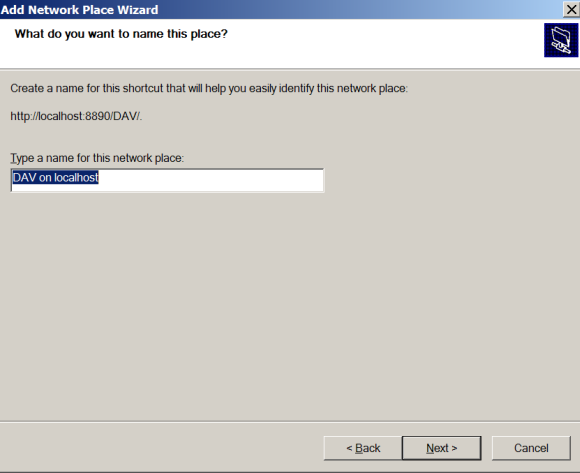 Add Network Place Wizard
What do you want to name this place?
Create a name for this shortcut that will help you easily identify this network place:
http://localhost:8890/DAV/.
Type a name for this network place:
DAV on localhost
< Back
Next >
Cancel